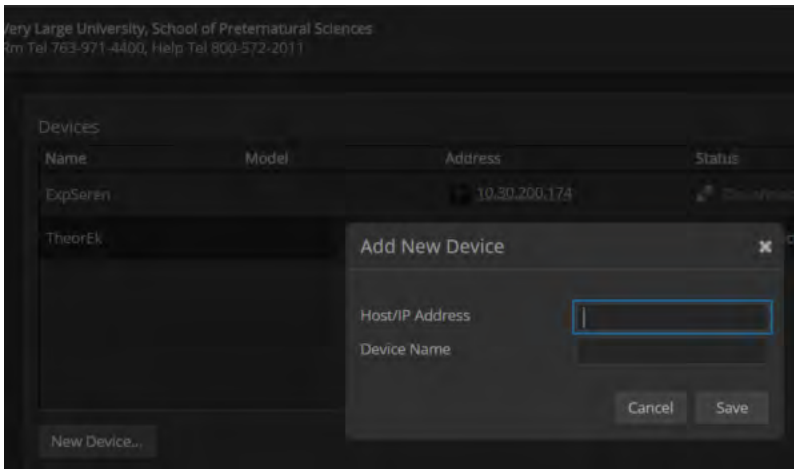 Very Large University, School of Preternatural Sciences
Rm Tel 763-971-4400, Help Tel 800-572-2011
Devices
Name Model Address Status
ExpSeren 10.30.200.174
TheorEk
Add New Device
Host/IP Address
Device Name
Cancel Save
New Device...